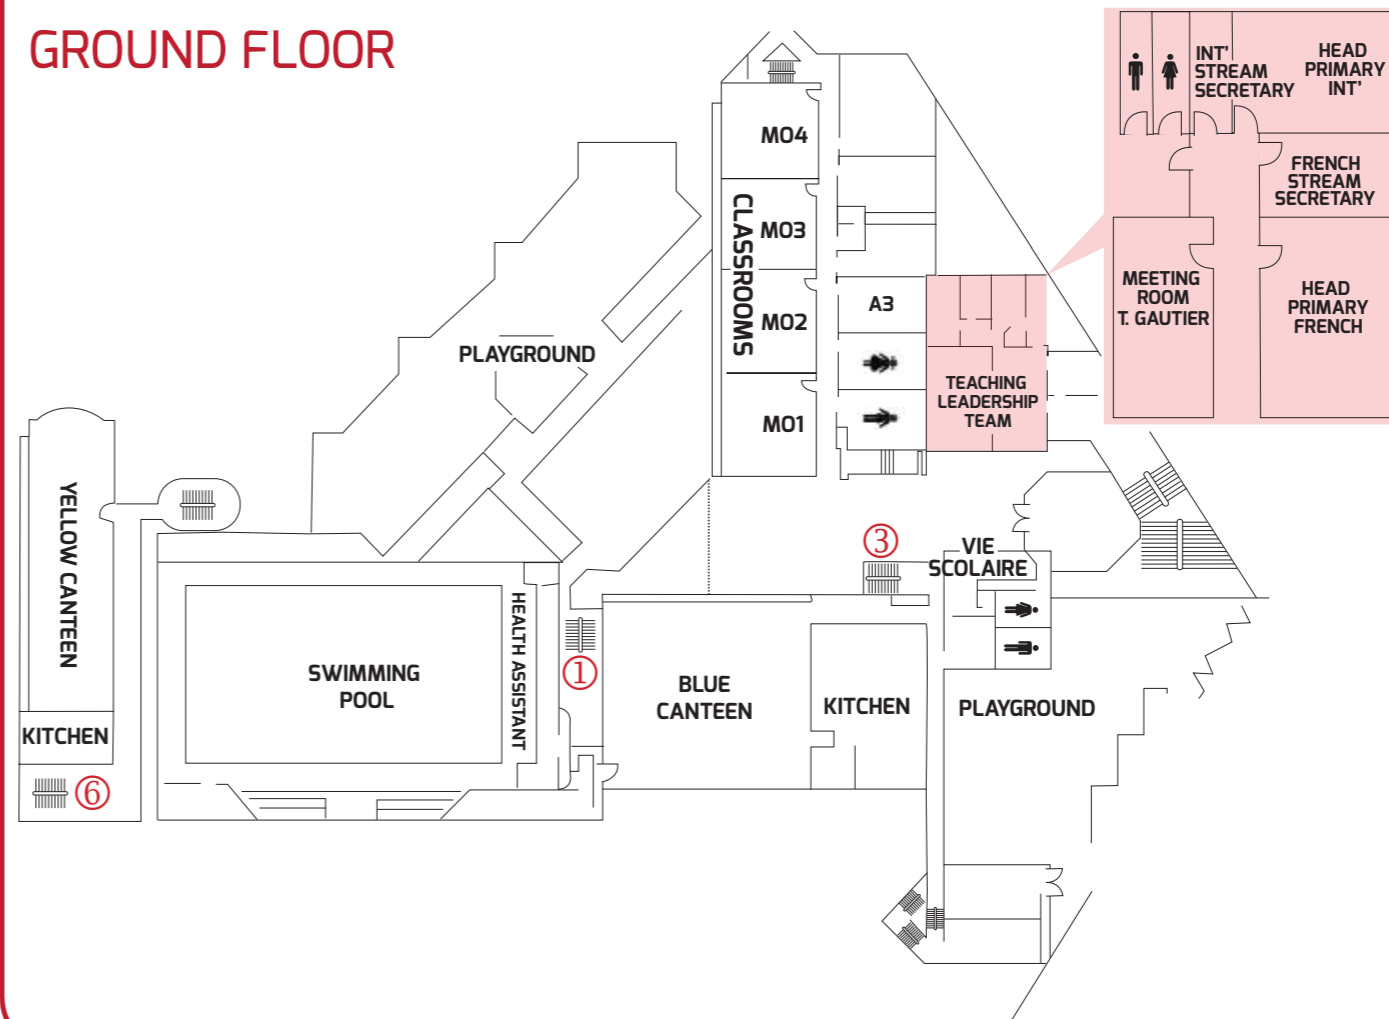 GROUND FLOOR
INT'
STREAM
SECRETARY
HEAD
PRIMARY
INT'
FRENCH
STREAM
SECRETARY
MEETING
ROOM
T. GAUTIER
HEAD
PRIMARY
FRENCH
CLASSROOMS
M04
M03
M02
M01
A3
TEACHING
LEADERSHIP
TEAM
PLAYGROUND
YELLOW CANTEEN
KITCHEN
6
SWIMMING
POOL
HEALTH ASSISTANT
1
BLUE
CANTEEN
KITCHEN
3
VIE
SCOLAIRE
PLAYGROUND